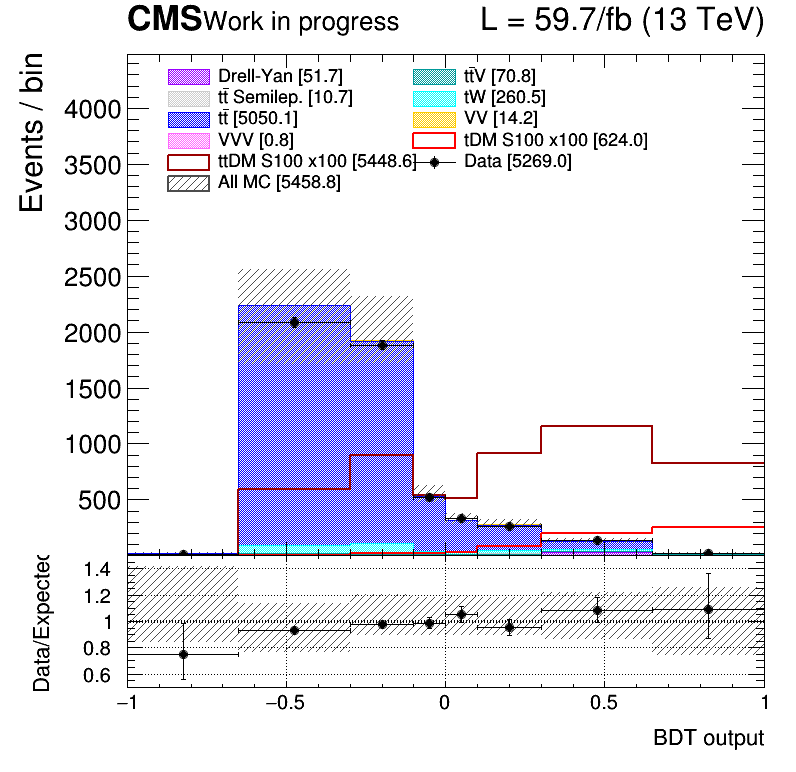 CMS Work in progress L = 59.7/fb (13 TeV)
Events / bin
Drell-Yan [51.7]
tt̄ Semilep. [10.7]
tt̄ [5050.1]
VVV [0.8]
ttDM S100 x100 [5448.6]
All MC [5458.8]
tt̄V [70.8]
tW [260.5]
VV [14.2]
tDM S100 x100 [624.0]
Data [5269.0]
4000
3500
3000
2500
2000
1500
1000
500
Data/Expected
1.4
1.2
1
0.8
0.6
−1 −0.5 0 0.5 1
BDT output